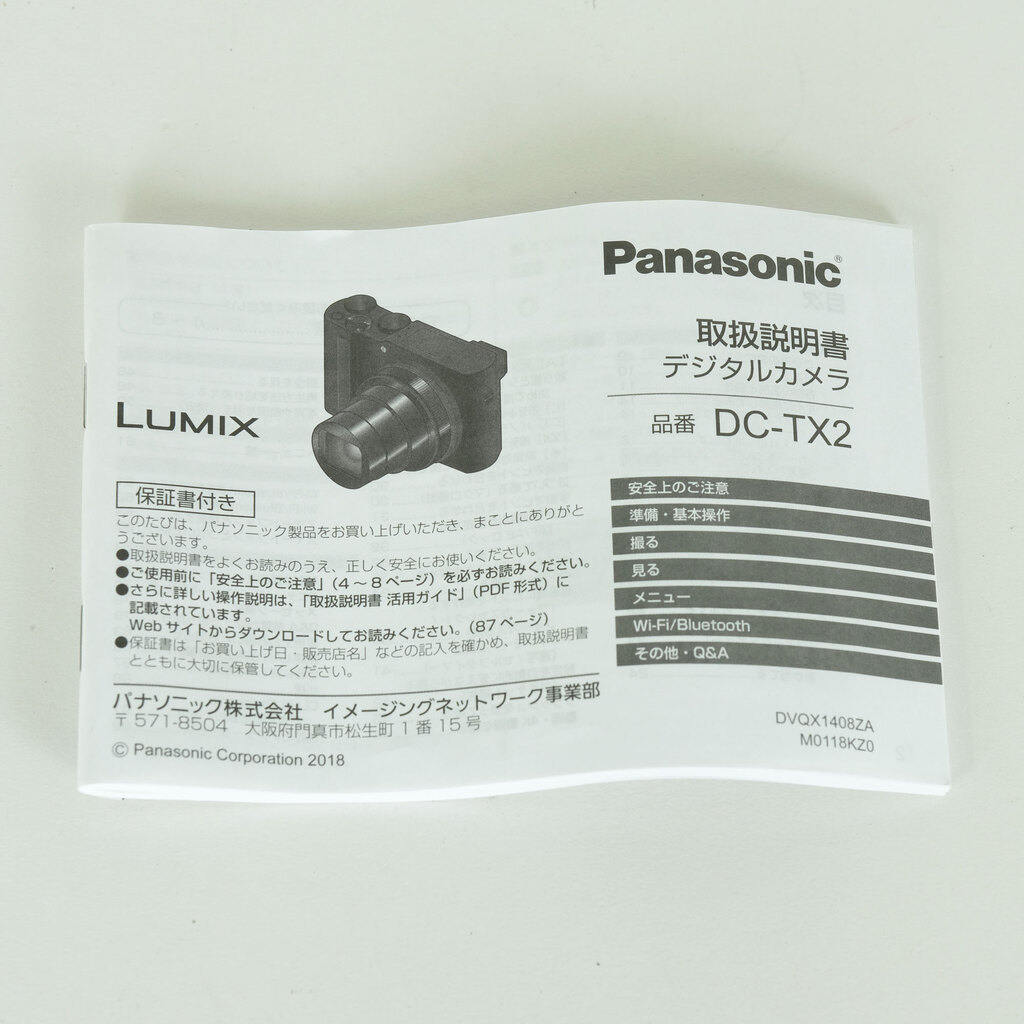 Panasonic®
取扱説明書
デジタルカメラ
品番 DC-TX2
LUMIX
保証書付き
このたびは、パナソニック製品をお買い上げいただき、まことにありがと
うございます。
●取扱説明書をよくお読みのうえ、正しく安全にお使いください。
●ご使用前に「安全上のご注意」（4～8ページ）を必ずお読みください。
●さらに詳しい操作説明は、「取扱説明書 活用ガイド」（PDF形式）に
記載されています。
Webサイトからダウンロードしてお読みください。（87ページ）
●保証書は「お買い上げ日・販売店名」などの記入を確かめ、取扱説明書
とともに大切に保管してください。
安全上のご注意
準備・基本操作
撮る
見る
メニュー
Wi-Fi/Bluetooth
その他・Q&A
パナソニック株式会社 イメージングネットワーク事業部
〒571-8504 大阪府門真市松生町1番15号
© Panasonic Corporation 2018
DVQX1408ZA
M0118KZ0